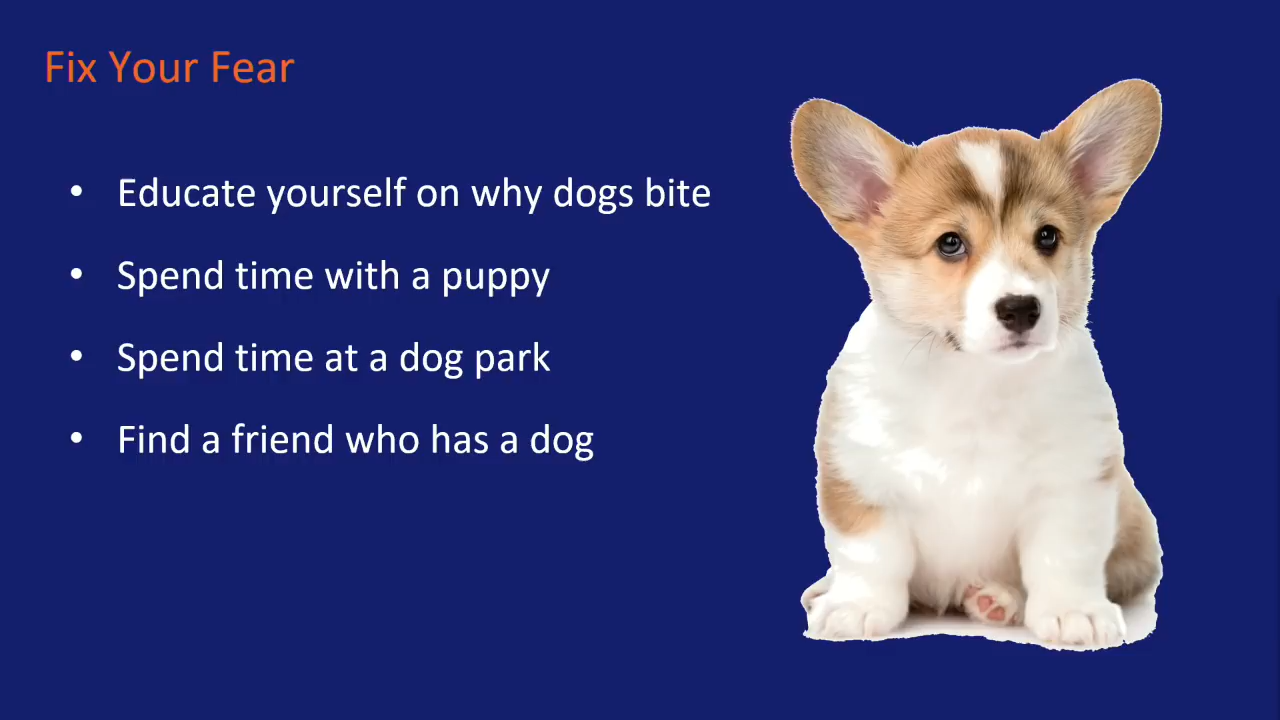 Fix Your Fear
• Educate yourself on why dogs bite
• Spend time with a puppy
• Spend time at a dog park
• Find a friend who has a dog